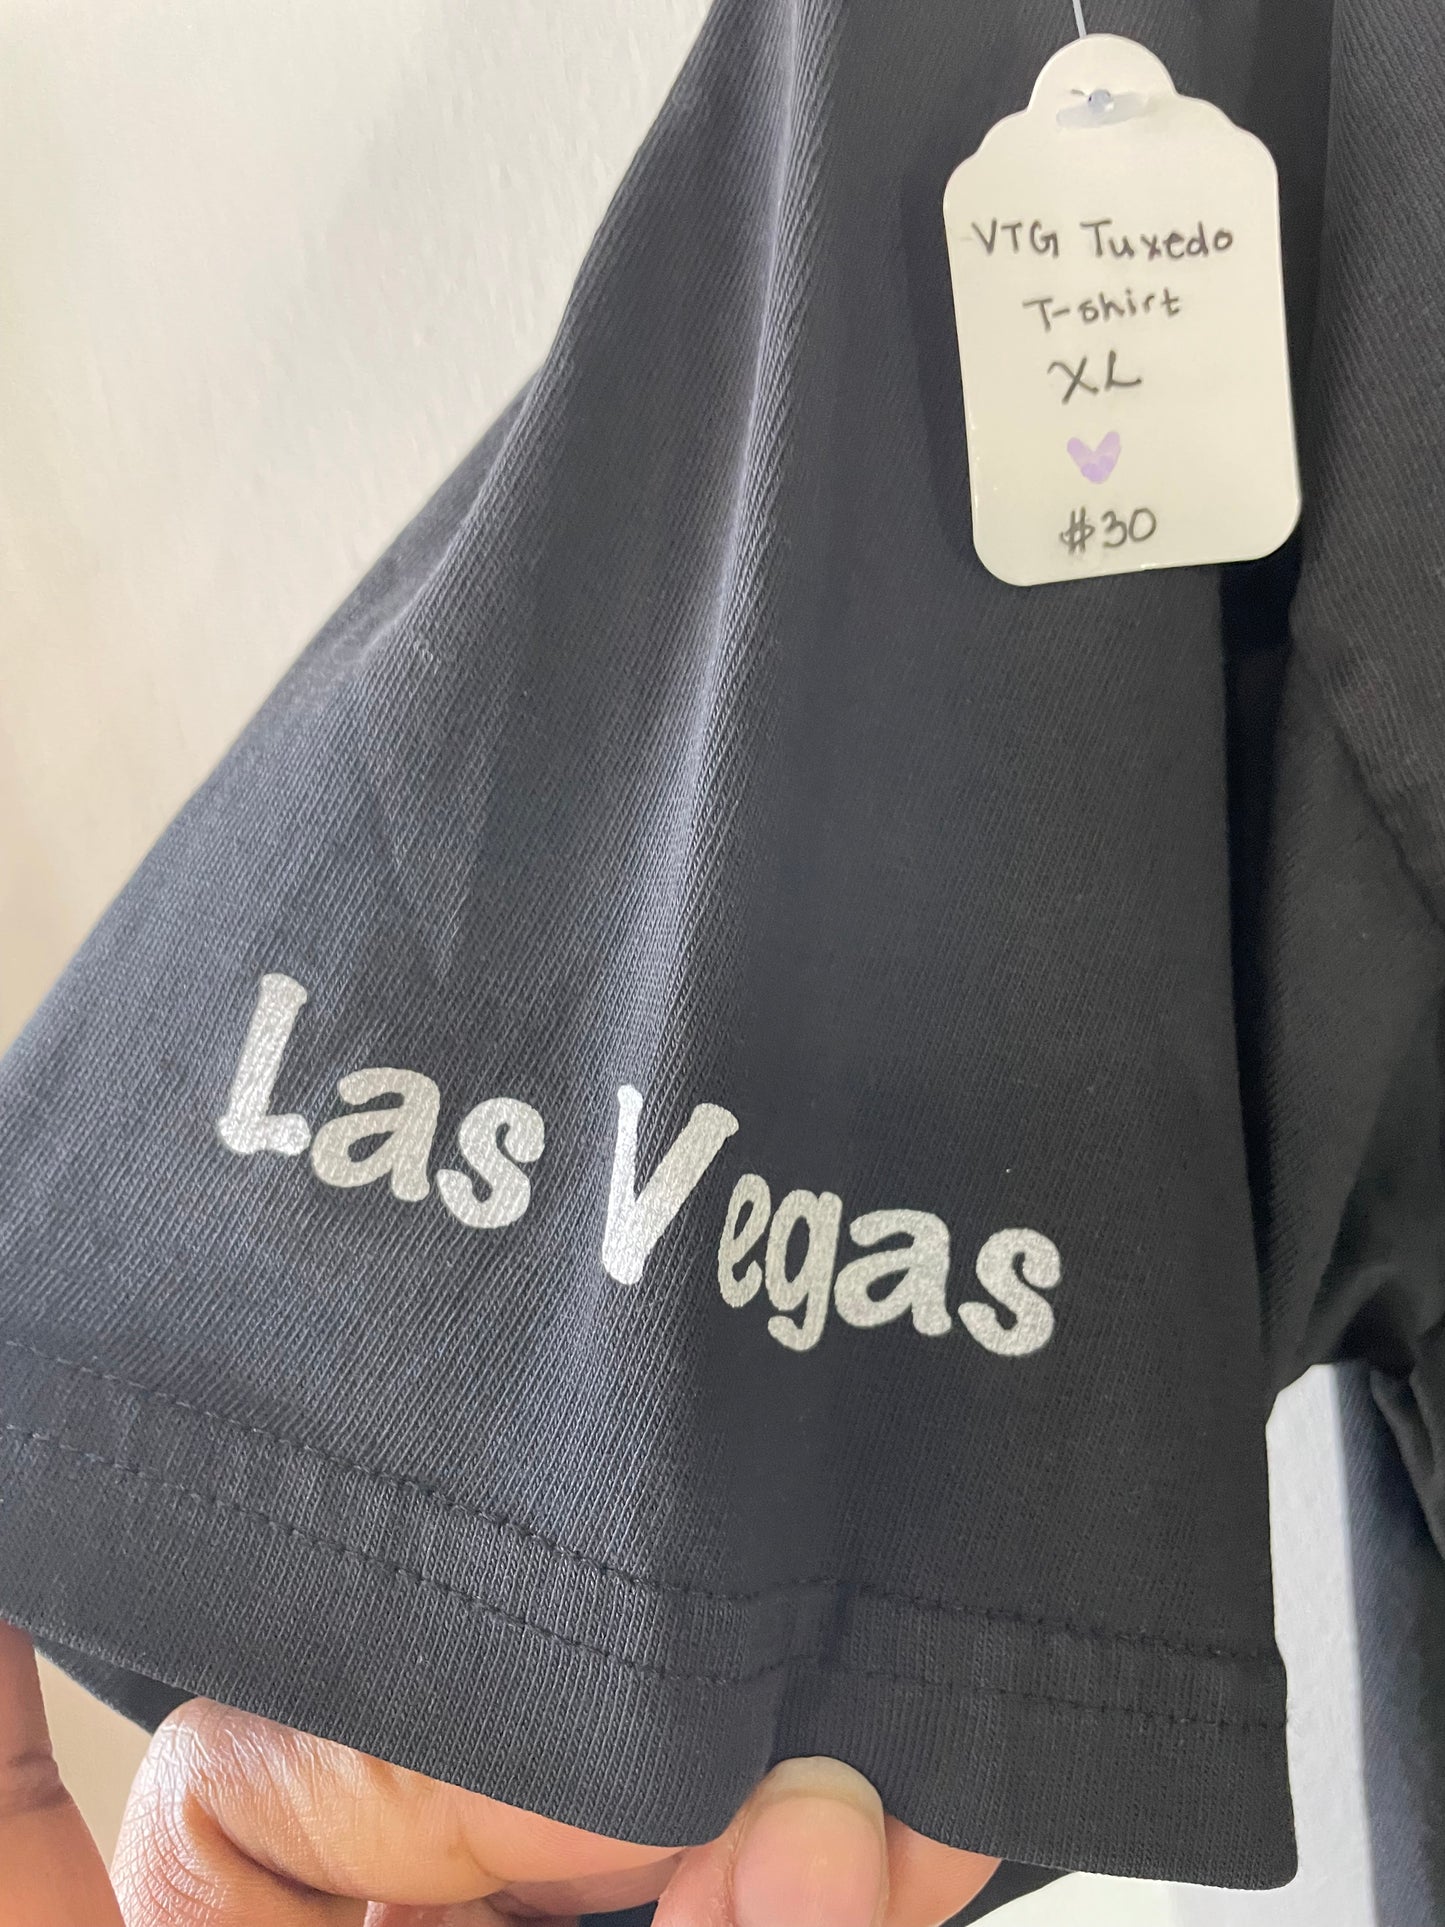 VTG Tuxedo
T-shirt
XL
$30
Las Vegas